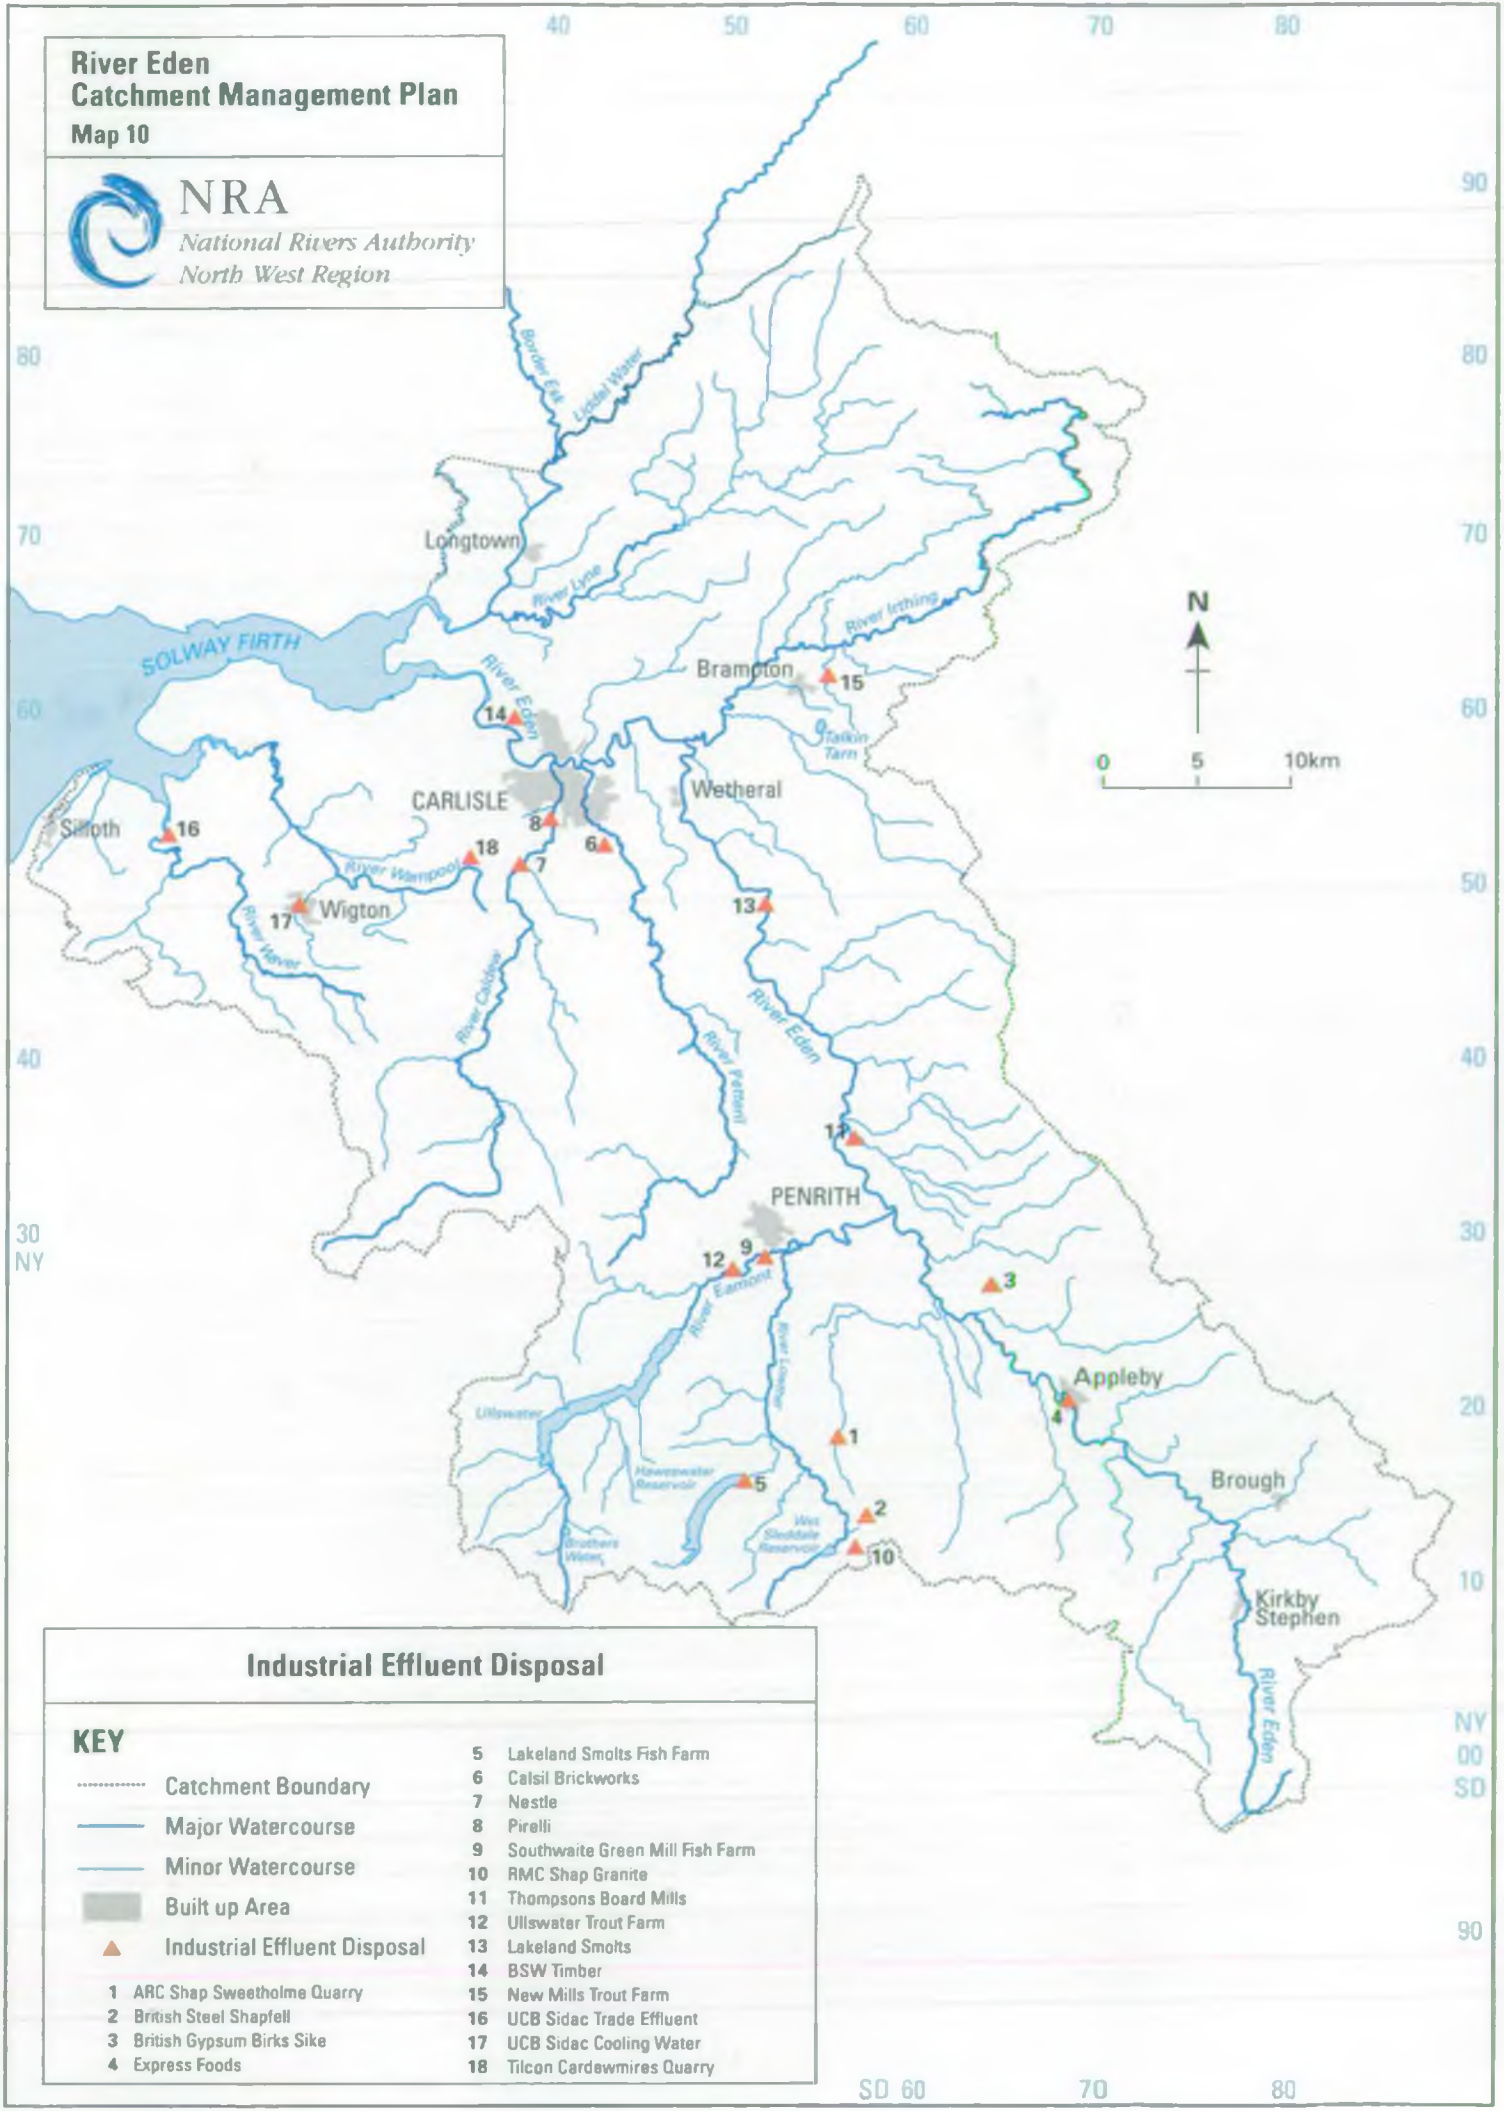 River Eden
Catchment Management Plan
Map 10
NRA
National Rivers Authority
North West Region
40 50 60 70 80
90
80 80
70 70
60 60
50
40 40
30 30
NY
20
10
NY
00
SD
90
SD 60 70 80
Border Esk
Liddel Water
Longtown
River Lyne
River Irthing
SOLWAY FIRTH
Brampton
15
River Eden
14
Talkin
Tarn
N
0 5 10km
CARLISLE
Wetheral
Silloth
16
8
6
18
7
River Wampool
17
Wigton
13
River Waver
River Caldew
River Eden
River Petteril
11
PENRITH
12
9
River Eamont
3
River Lowther
Appleby
4
Ullswater
1
Haweswater
Reservoir
5
Brough
2
Wet
Sleddale
Reservoir
10
Brothers
Water
Kirkby
Stephen
River Eden
Industrial Effluent Disposal
KEY
Catchment Boundary
Major Watercourse
Minor Watercourse
Built up Area
Industrial Effluent Disposal
1 ARC Shap Sweetholme Quarry
2 British Steel Shapfell
3 British Gypsum Birks Sike
4 Express Foods
5 Lakeland Smolts Fish Farm
6 Calsil Brickworks
7 Nestle
8 Pirelli
9 Southwaite Green Mill Fish Farm
10 RMC Shap Granite
11 Thompsons Board Mills
12 Ullswater Trout Farm
13 Lakeland Smolts
14 BSW Timber
15 New Mills Trout Farm
16 UCB Sidac Trade Effluent
17 UCB Sidac Cooling Water
18 Tilcon Cardewmires Quarry